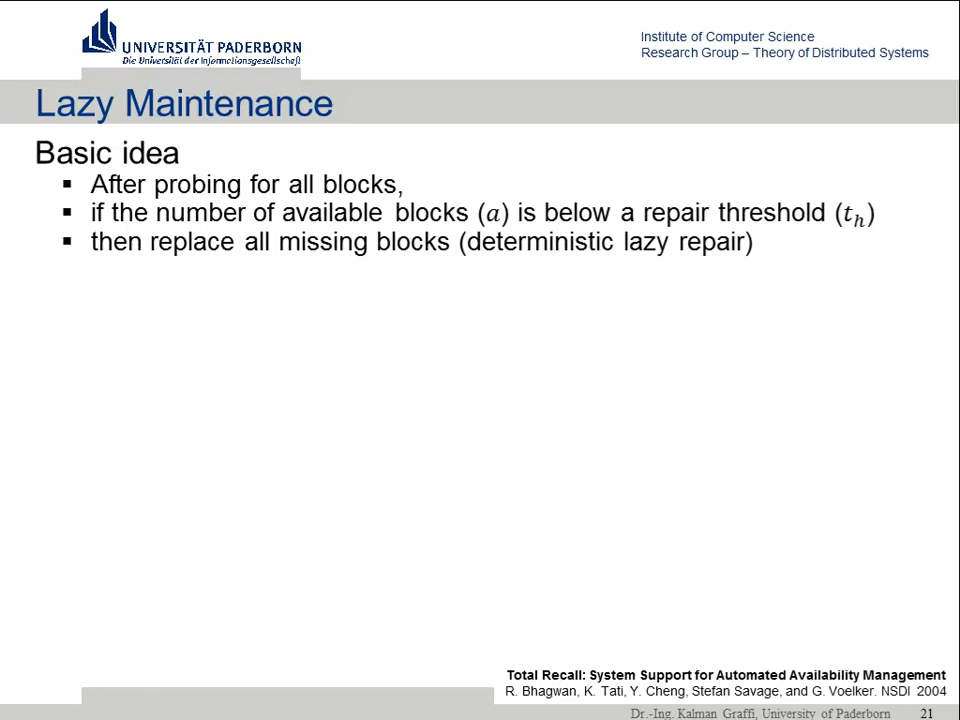 UNIVERSITÄT PADERBORN
Die Universität der Informationsgesellschaft
Institute of Computer Science
Research Group – Theory of Distributed Systems
Lazy Maintenance
Basic idea
▪ After probing for all blocks,
▪ if the number of available blocks (a) is below a repair threshold (t_h)
▪ then replace all missing blocks (deterministic lazy repair)
Total Recall: System Support for Automated Availability Management
R. Bhagwan, K. Tati, Y. Cheng, Stefan Savage, and G. Voelker. NSDI 2004
Dr.-Ing. Kalman Graffi, University of Paderborn 21